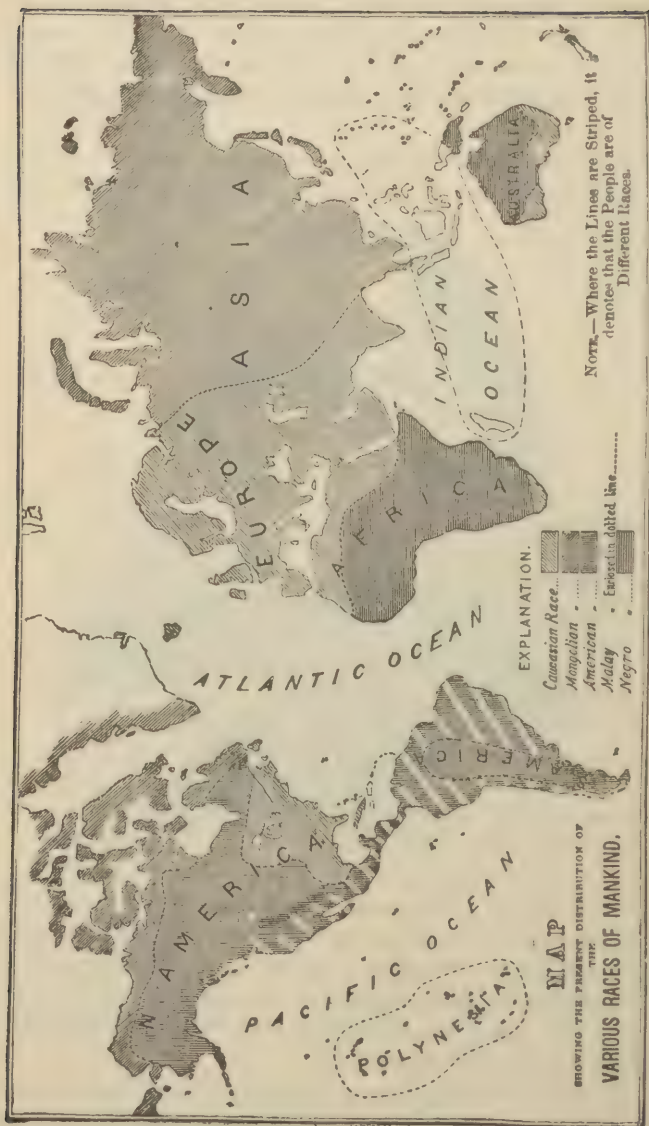 N. AMERICA
EUROPE
ASIA
ATLANTIC OCEAN
AFRICA
PACIFIC OCEAN
POLYNESIA
S. AMERICA
INDIAN
OCEAN
AUSTRALIA
MAP
SHOWING THE PRESENT DISTRIBUTION OF
THE
VARIOUS RACES OF MANKIND.
EXPLANATION.
Caucasian Race....
Mongolian " ........
American " ........
Malay " Enclosed in dotted line............
Negro " ........
NOTE.—Where the Lines are Striped, it
denotes that the People are of
Different Races.